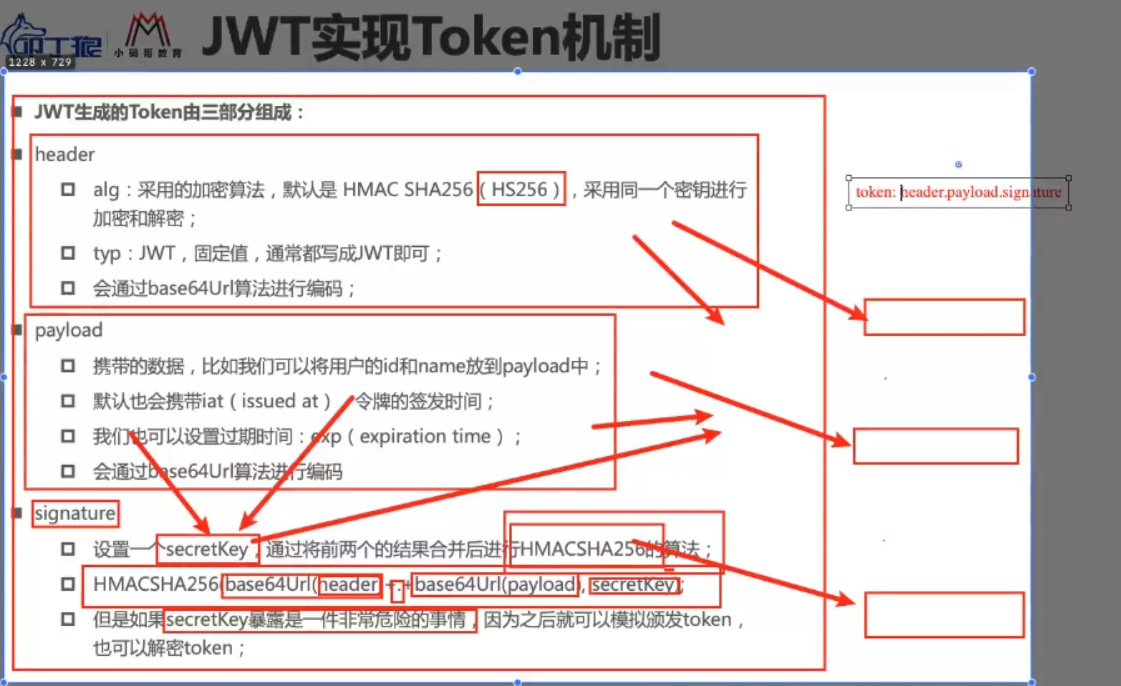 叩丁狼
小码哥教育
JWT实现Token机制
1228 x 729
JWT生成的Token由三部分组成：
header
alg：采用的加密算法，默认是 HMAC SHA256（HS256），采用同一个密钥进行
加密和解密；
typ：JWT，固定值，通常都写成JWT即可；
会通过base64Url算法进行编码；
token: header.payload.signature
payload
携带的数据，比如我们可以将用户的id和name放到payload中；
默认也会携带iat（issued at），令牌的签发时间；
我们也可以设置过期时间：exp（expiration time）；
会通过base64Url算法进行编码
signature
设置一个secretKey，通过将前两个的结果合并后进行HMACSHA256的算法；
HMACSHA256(base64Url(header)+.+base64Url(payload), secretKey);
但是如果secretKey暴露是一件非常危险的事情，因为之后就可以模拟颁发token，
也可以解密token；